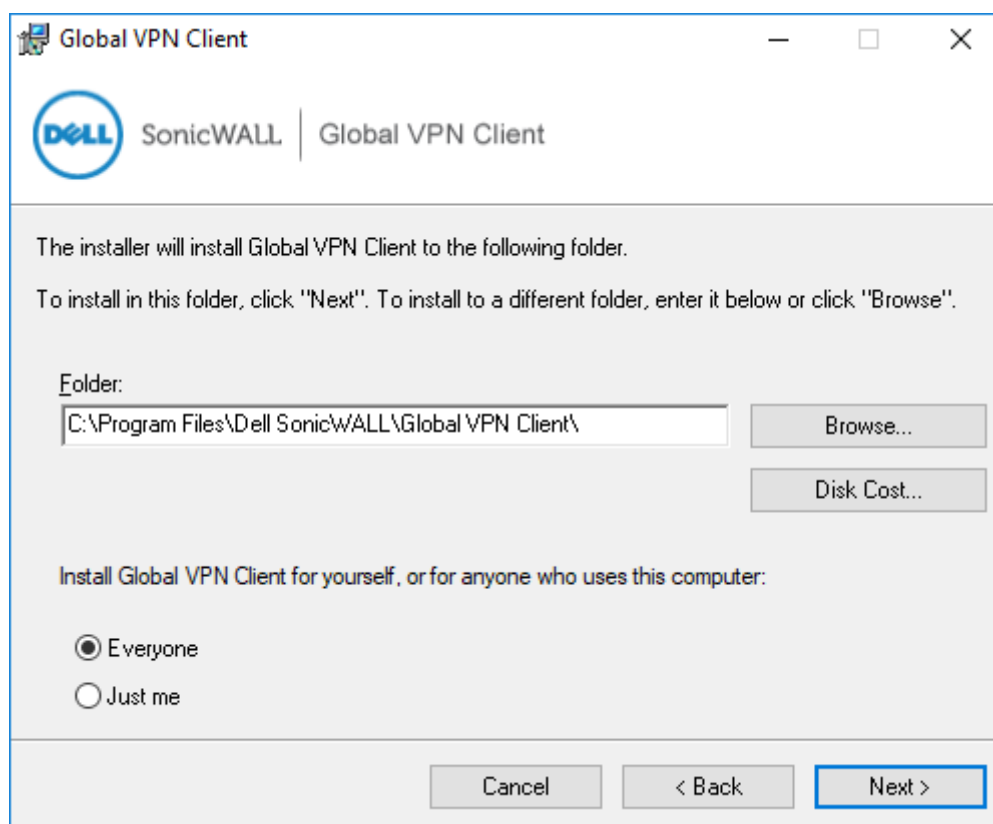 Global VPN Client
DELL SonicWALL | Global VPN Client
The installer will install Global VPN Client to the following folder.
To install in this folder, click "Next". To install to a different folder, enter it below or click "Browse".
Folder:
C:\Program Files\Dell SonicWALL\Global VPN Client\
Browse...
Disk Cost...
Install Global VPN Client for yourself, or for anyone who uses this computer:
Everyone
Just me
Cancel
< Back
Next >